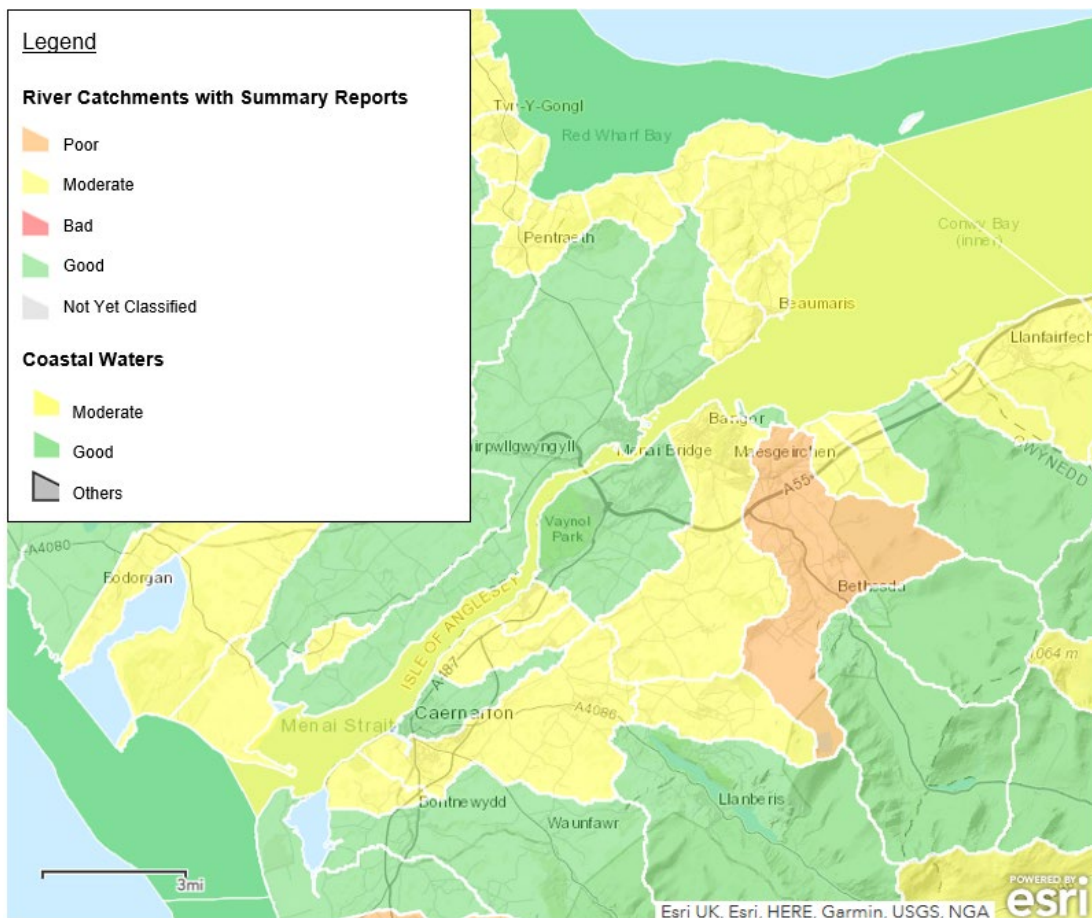 Legend
River Catchments with Summary Reports
Poor
Moderate
Bad
Good
Not Yet Classified
Coastal Waters
Moderate
Good
Others
Tyn-Y-Gongl
Red Wharf Bay
Conwy Bay
(inner)
Pentraeth
Beaumaris
Llanfairfech
Bangor
irpwllgwyngyll
Menai Bridge
Maesgeirchen
GWYNEDD
A55
Vaynol
Park
A4080
Bodorgan
Bethesda
ISLE OF ANGLESEY
1064 m
A487
Menai Strait
Caernarfon
A4086
Bontnewydd
Llanberis
Waunfawr
3mi
POWERED BY
esri
Esri UK, Esri, HERE, Garmin, USGS, NGA